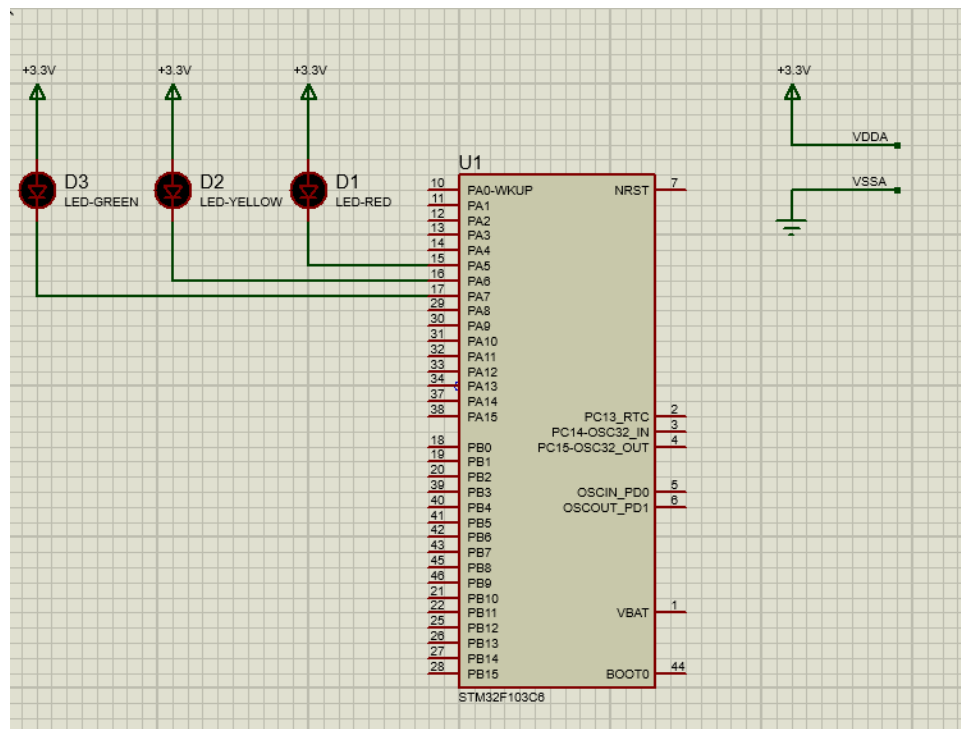 +3.3V
+3.3V
+3.3V
+3.3V
VDDA
VSSA
D3
LED-GREEN
D2
LED-YELLOW
D1
LED-RED
U1
10 PA0-WKUP
11 PA1
12 PA2
13 PA3
14 PA4
15 PA5
16 PA6
17 PA7
29 PA8
30 PA9
31 PA10
32 PA11
33 PA12
34 PA13
37 PA14
38 PA15
18 PB0
19 PB1
20 PB2
39 PB3
40 PB4
41 PB5
42 PB6
43 PB7
45 PB8
46 PB9
21 PB10
22 PB11
25 PB12
26 PB13
27 PB14
28 PB15
NRST 7
PC13_RTC 2
PC14-OSC32_IN 3
PC15-OSC32_OUT 4
OSCIN_PD0 5
OSCOUT_PD1 6
VBAT 1
BOOT0 44
STM32F103C6